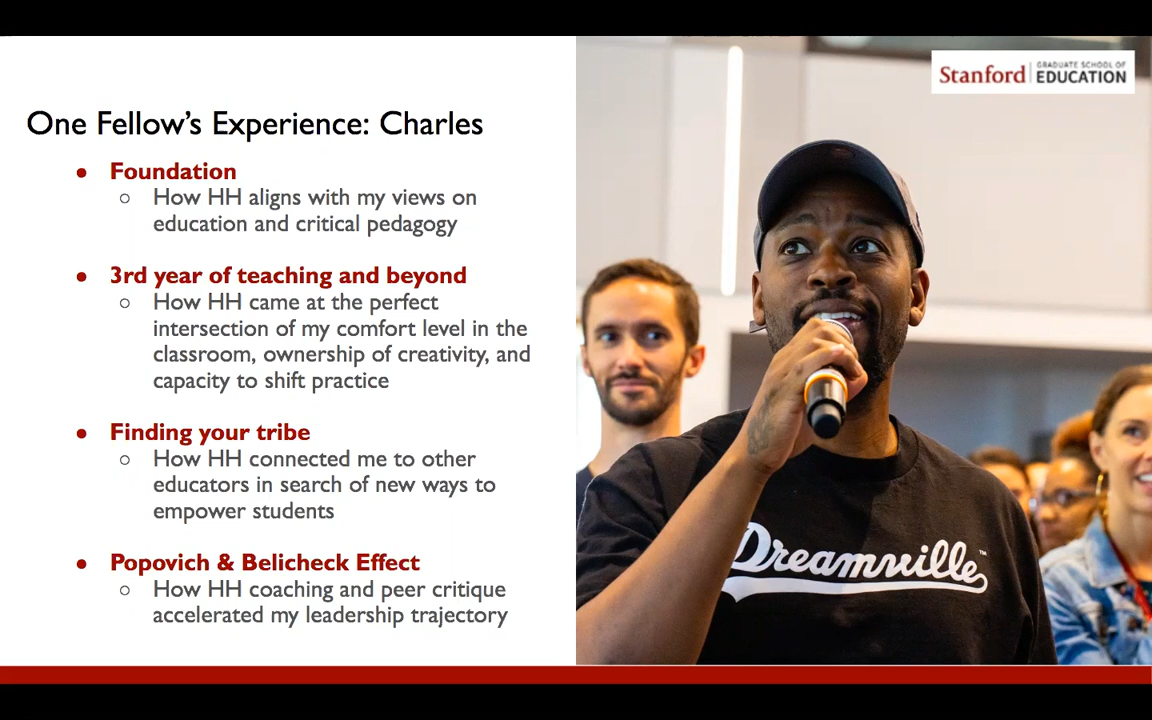 One Fellow's Experience: Charles
● Foundation
○ How HH aligns with my views on
education and critical pedagogy
● 3rd year of teaching and beyond
○ How HH came at the perfect
intersection of my comfort level in the
classroom, ownership of creativity, and
capacity to shift practice
● Finding your tribe
○ How HH connected me to other
educators in search of new ways to
empower students
● Popovich & Belicheck Effect
○ How HH coaching and peer critique
accelerated my leadership trajectory
Stanford
GRADUATE SCHOOL OF
EDUCATION
Dreamville™